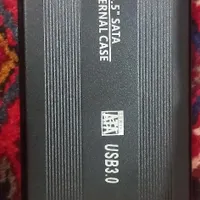 .5" SATA
ERNAL CASE
SATA
USB3.0